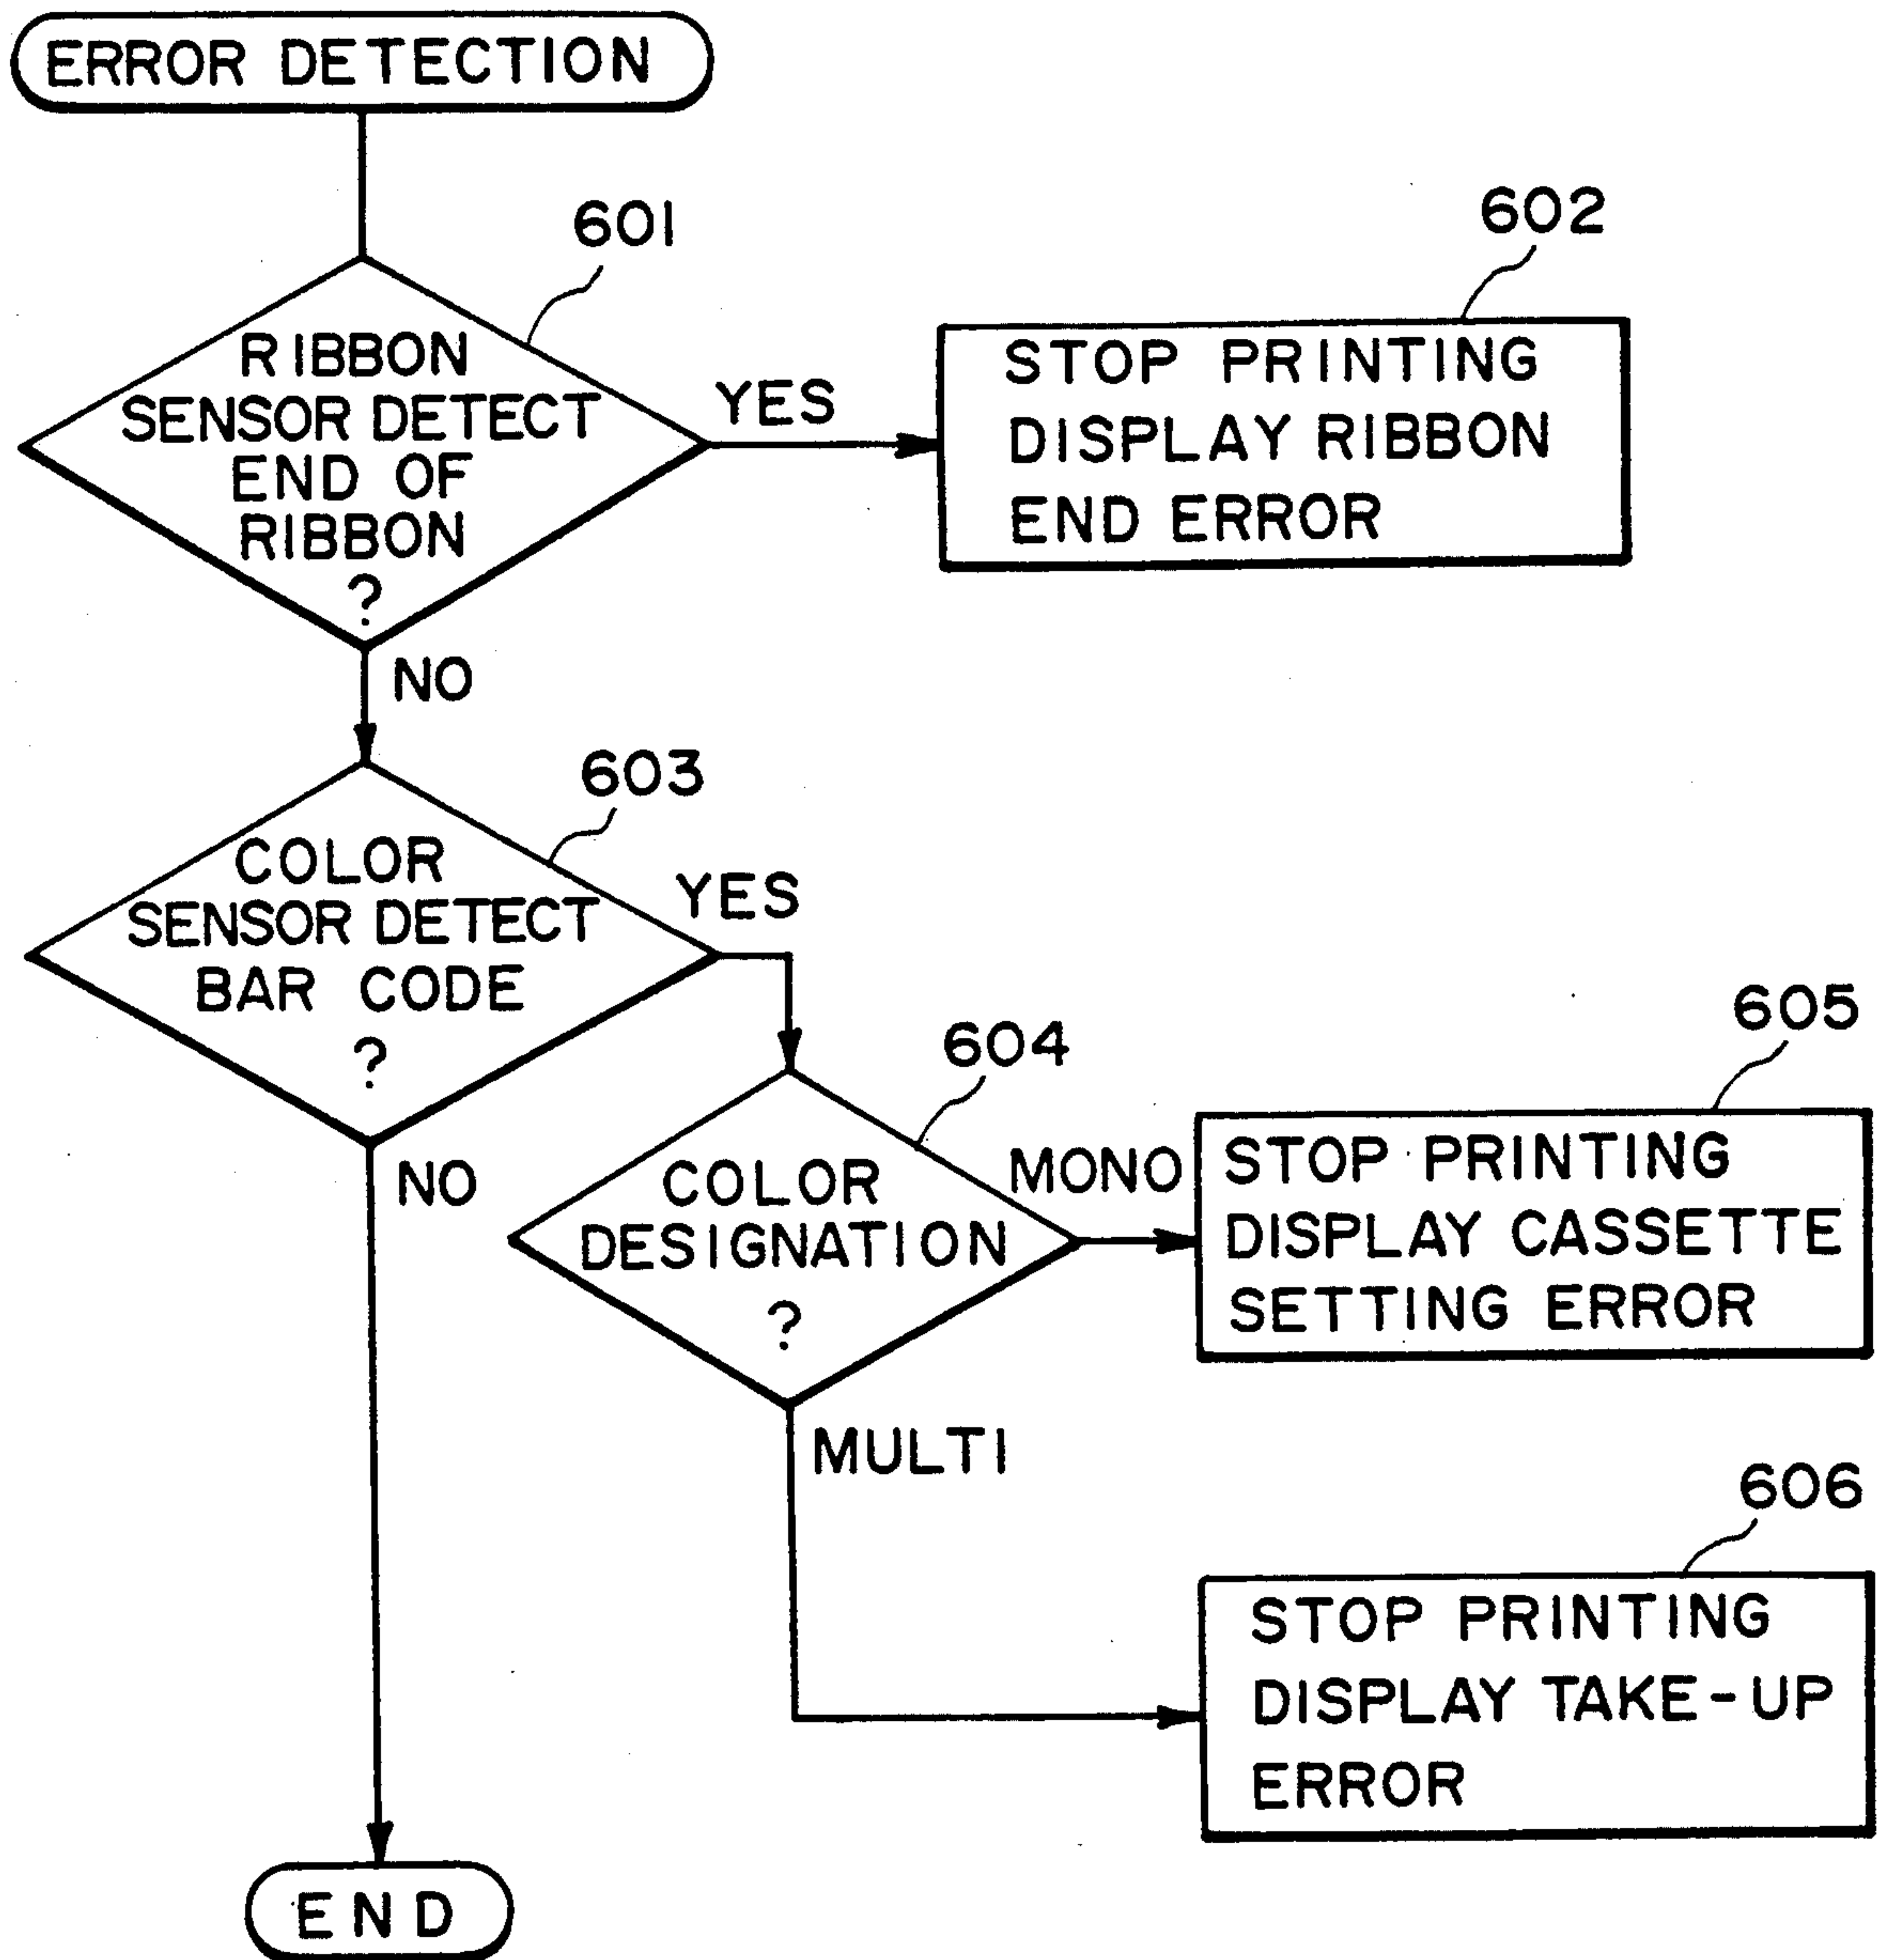 ERROR DETECTION
601
602
RIBBON
SENSOR DETECT
END OF
RIBBON
?
YES
STOP PRINTING
DISPLAY RIBBON
END ERROR
NO
603
COLOR
SENSOR DETECT
BAR CODE
?
YES
NO
604
COLOR
DESIGNATION
?
MONO
605
STOP PRINTING
DISPLAY CASSETTE
SETTING ERROR
MULTI
606
STOP PRINTING
DISPLAY TAKE-UP
ERROR
END